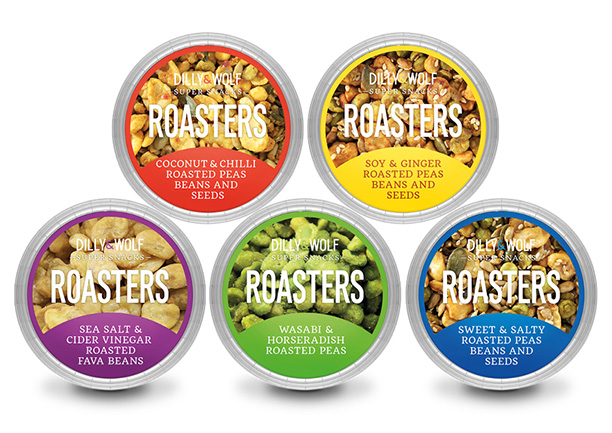 DILLY&WOLF
SUPER SNACKS
ROASTERS
COCONUT & CHILLI
ROASTED PEAS
BEANS AND
SEEDS
DILLY&WOLF
SUPER SNACKS
ROASTERS
SOY & GINGER
ROASTED PEAS
BEANS AND
SEEDS
DILLY&WOLF
SUPER SNACKS
ROASTERS
SEA SALT &
CIDER VINEGAR
ROASTED
FAVA BEANS
DILLY&WOLF
SUPER SNACKS
ROASTERS
WASABI &
HORSERADISH
ROASTED PEAS
DILLY&WOLF
SUPER SNACKS
ROASTERS
SWEET & SALTY
ROASTED PEAS
BEANS AND
SEEDS